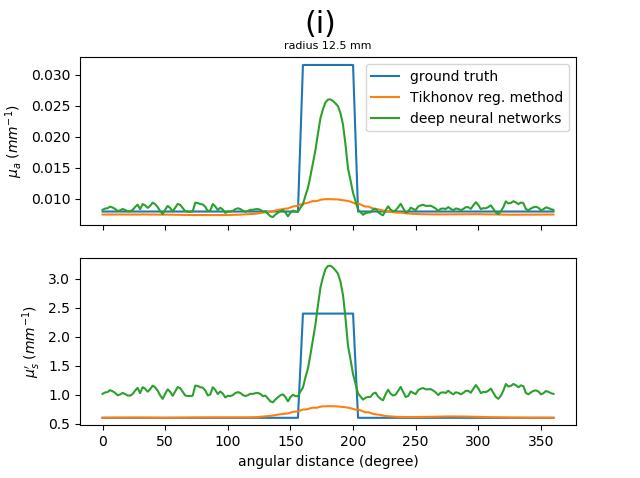 (i)
radius 12.5 mm
μₐ (mm⁻¹)
0.030
0.025
0.020
0.015
0.010
ground truth
Tikhonov reg. method
deep neural networks
μ′ₛ (mm⁻¹)
3.0
2.5
2.0
1.5
1.0
0.5
0 50 100 150 200 250 300 350
angular distance (degree)